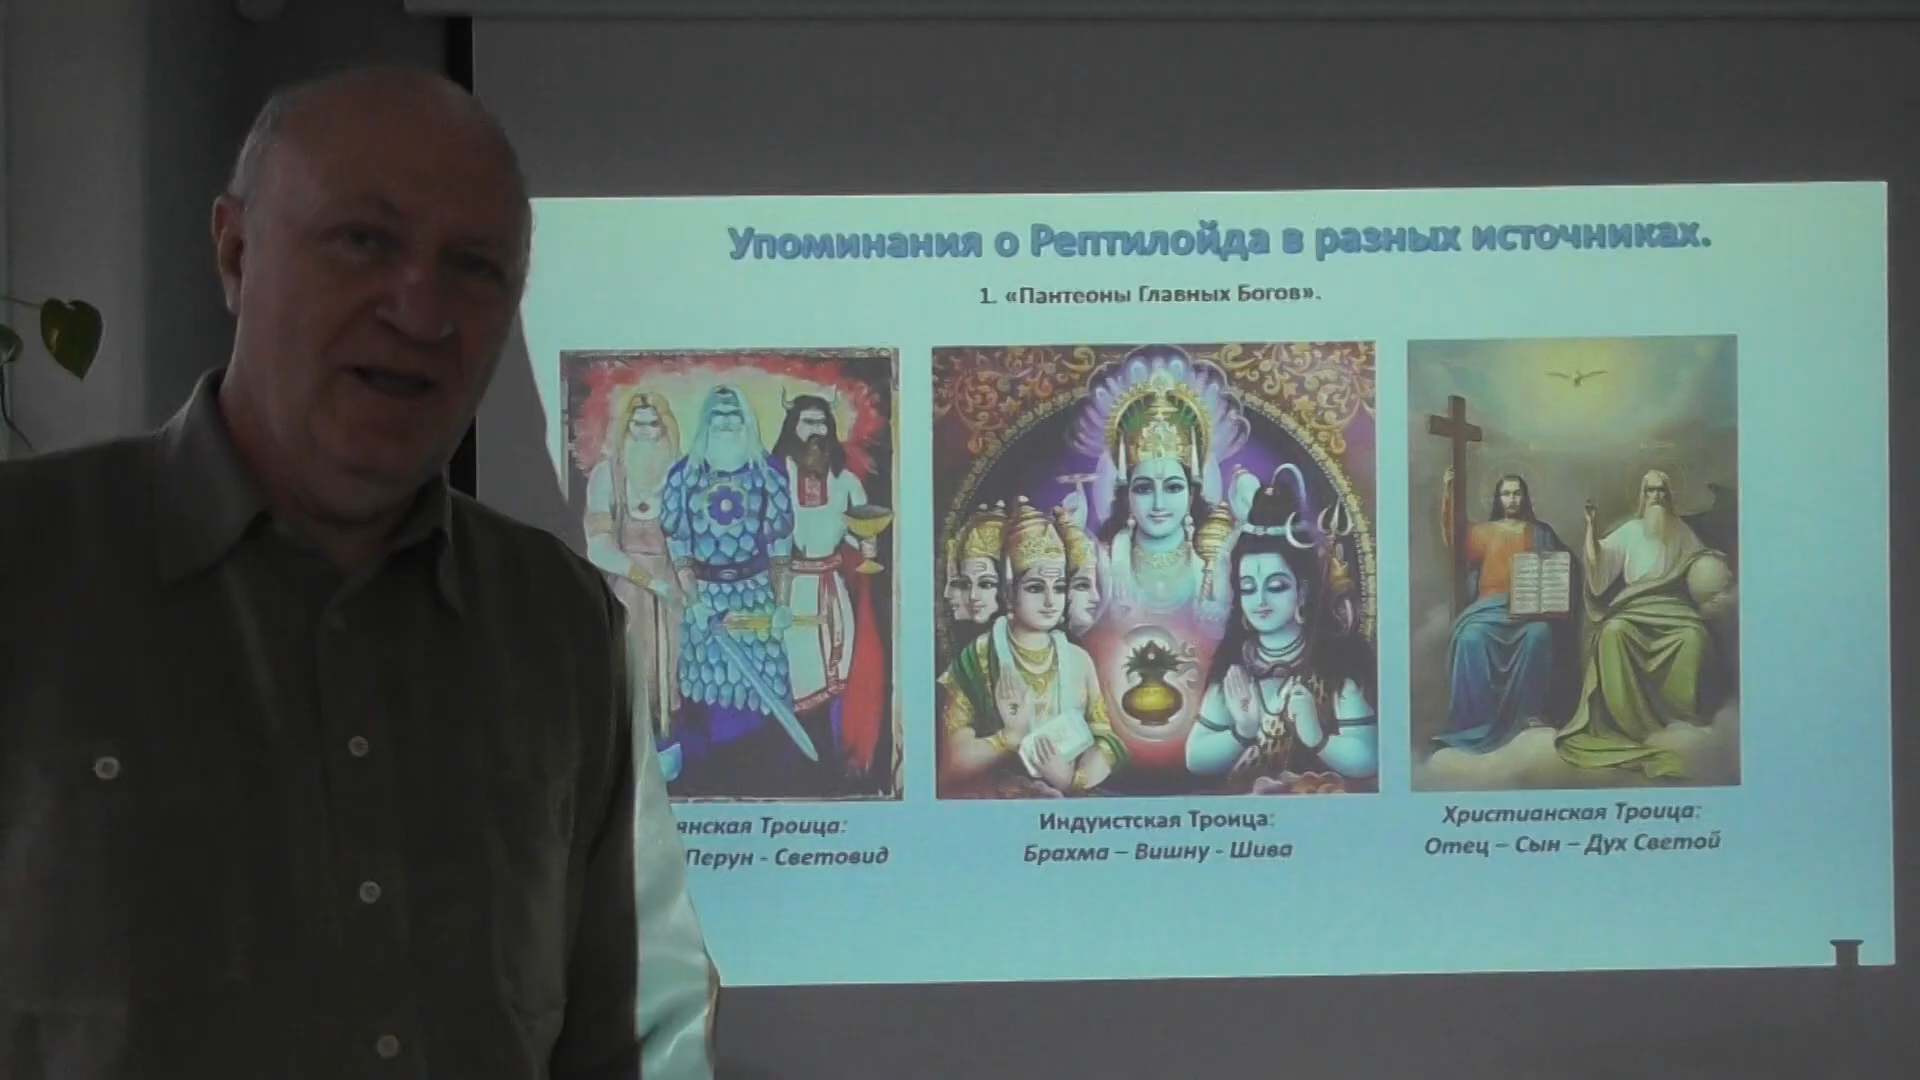 Упоминания о Рептилойда в разных источниках.
1. «Пантеоны Главных Богов».
янская Троица:
Перун - Световид
Индуистская Троица:
Брахма – Вишну - Шива
Христианская Троица:
Отец – Сын – Дух Светой